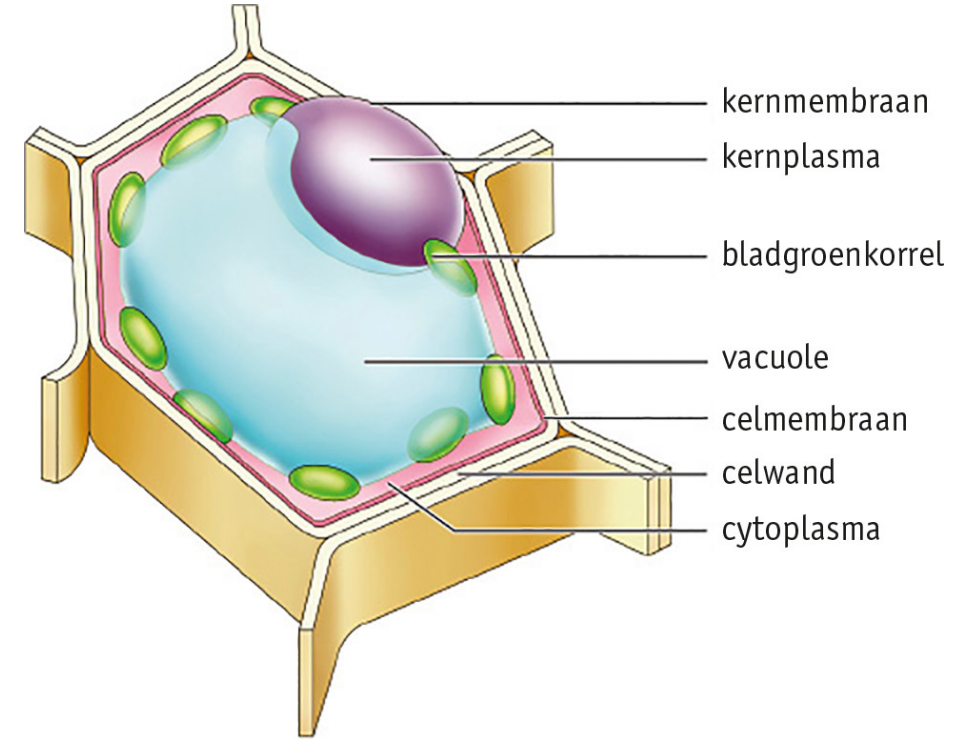 kernmembraan
kernplasma
bladgroenkorrel
vacuole
celmembraan
celwand
cytoplasma